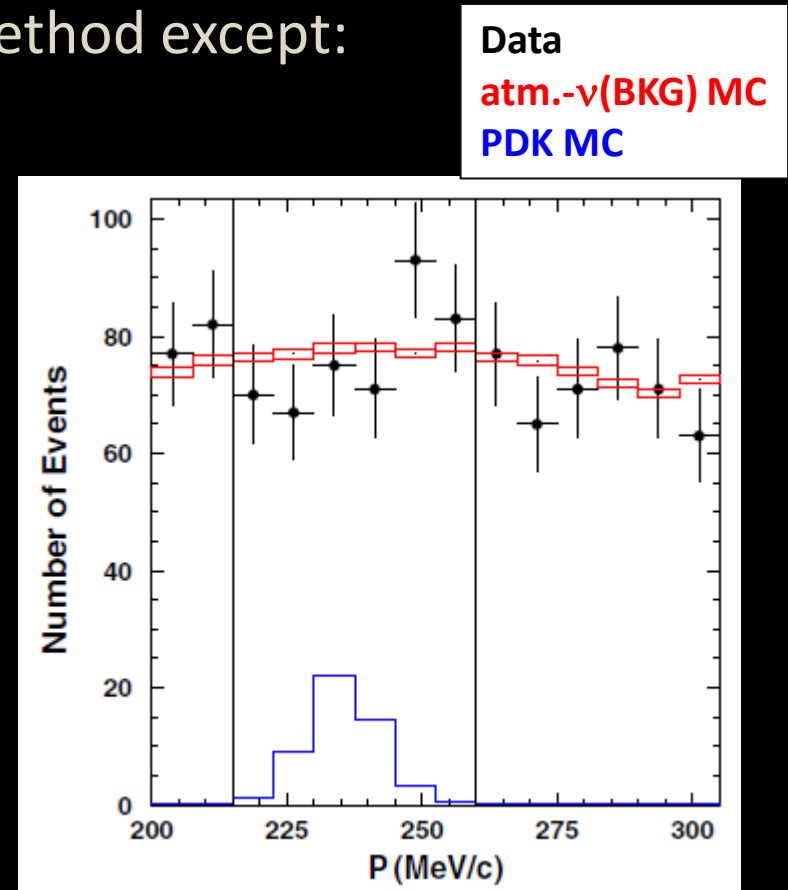 ethod except:
Data
atm.-ν(BKG) MC
PDK MC
100
80
60
40
20
0
Number of Events
200 225 250 275 300
P (MeV/c)